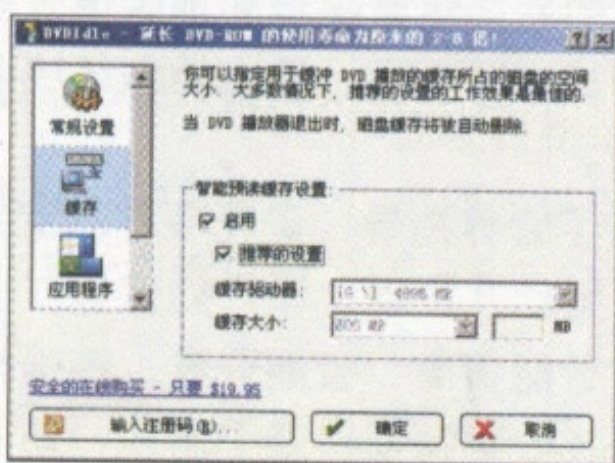 DVDIdle - 延长 DVD-ROM 的使用寿命为原来的 2-8 倍!
常规设置
缓存
应用程序
你可以指定用于缓冲 DVD 播放的缓存所占的磁盘的空间
大小. 大多数情况下, 推荐的设置的工作效果是最佳的.
当 DVD 播放器退出时, 磁盘缓存将被自动删除.
智能预读缓存设置:
启用
推荐的设置
缓存驱动器: [G:\] MB
缓存大小: 800 MB MB
安全的在线购买 - 只要 $19.95
输入注册码(R)...
确定
取消